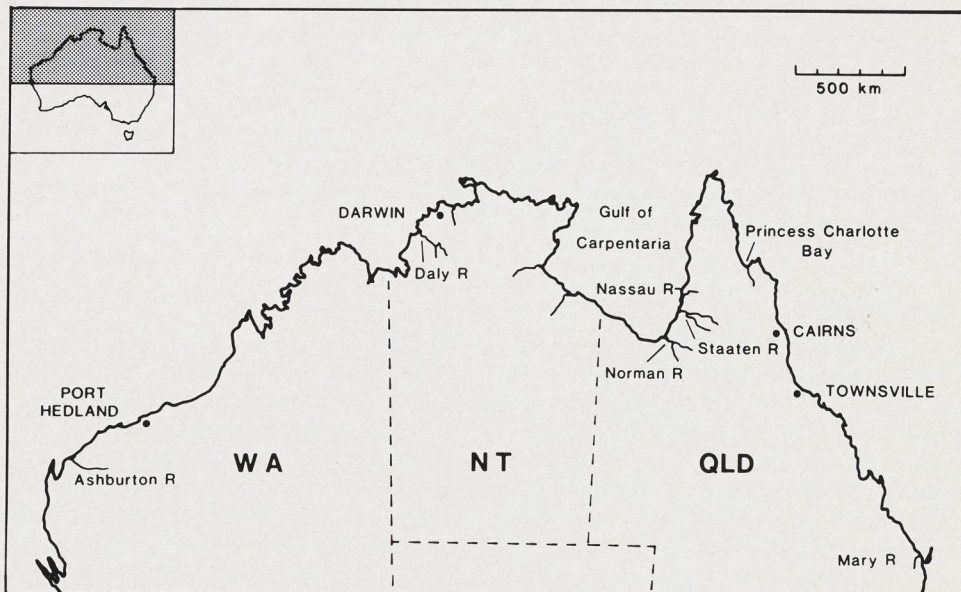 500 km
DARWIN
Gulf of
Carpentaria
Princess Charlotte
Bay
Daly R
Nassau R
CAIRNS
Staaten R
Norman R
PORT
HEDLAND
TOWNSVILLE
WA
NT
QLD
Ashburton R
Mary R